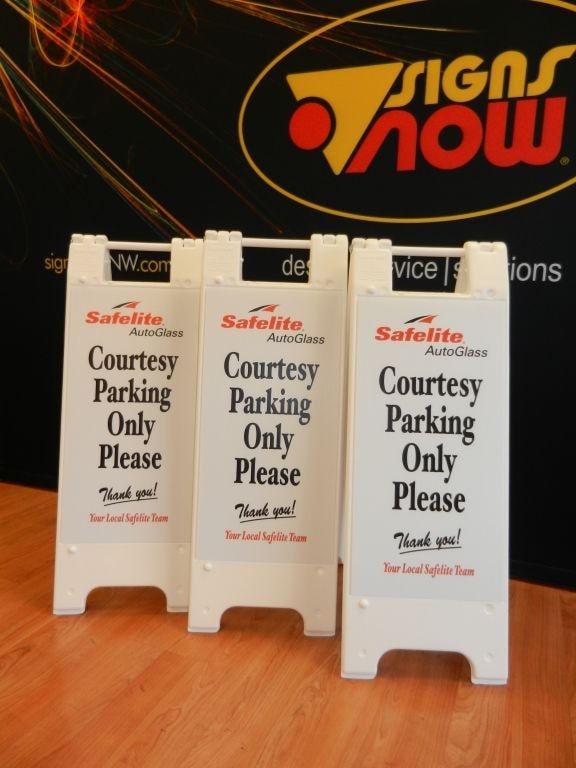 SIGNS
NOW
Safelite
AutoGlass
Courtesy
Parking
Only
Please
Thank you!
Your Local Safelite Team
Safelite
AutoGlass
Courtesy
Parking
Only
Please
Thank you!
Your Local Safelite Team
Safelite
AutoGlass
Courtesy
Parking
Only
Please
Thank you!
Your Local Safelite Team